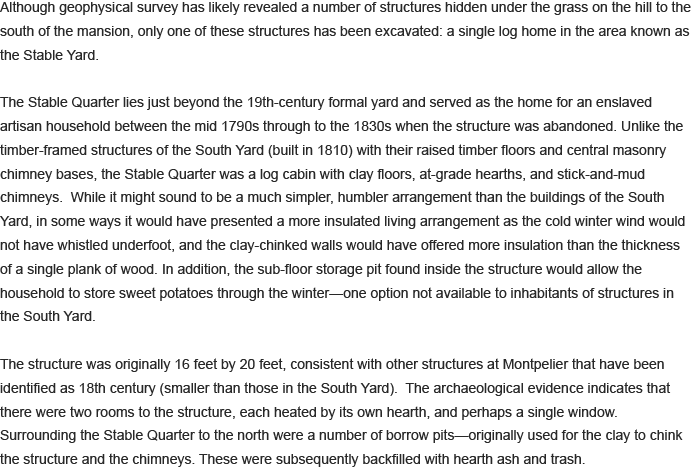 Although geophysical survey has likely revealed a number of structures hidden under the grass on the hill to the
south of the mansion, only one of these structures has been excavated: a single log home in the area known as
the Stable Yard.
The Stable Quarter lies just beyond the 19th-century formal yard and served as the home for an enslaved
artisan household between the mid 1790s through to the 1830s when the structure was abandoned. Unlike the
timber-framed structures of the South Yard (built in 1810) with their raised timber floors and central masonry
chimney bases, the Stable Quarter was a log cabin with clay floors, at-grade hearths, and stick-and-mud
chimneys.  While it might sound to be a much simpler, humbler arrangement than the buildings of the South
Yard, in some ways it would have presented a more insulated living arrangement as the cold winter wind would
not have whistled underfoot, and the clay-chinked walls would have offered more insulation than the thickness
of a single plank of wood. In addition, the sub-floor storage pit found inside the structure would allow the
household to store sweet potatoes through the winter—one option not available to inhabitants of structures in
the South Yard.
The structure was originally 16 feet by 20 feet, consistent with other structures at Montpelier that have been
identified as 18th century (smaller than those in the South Yard).  The archaeological evidence indicates that
there were two rooms to the structure, each heated by its own hearth, and perhaps a single window.
Surrounding the Stable Quarter to the north were a number of borrow pits—originally used for the clay to chink
the structure and the chimneys. These were subsequently backfilled with hearth ash and trash.